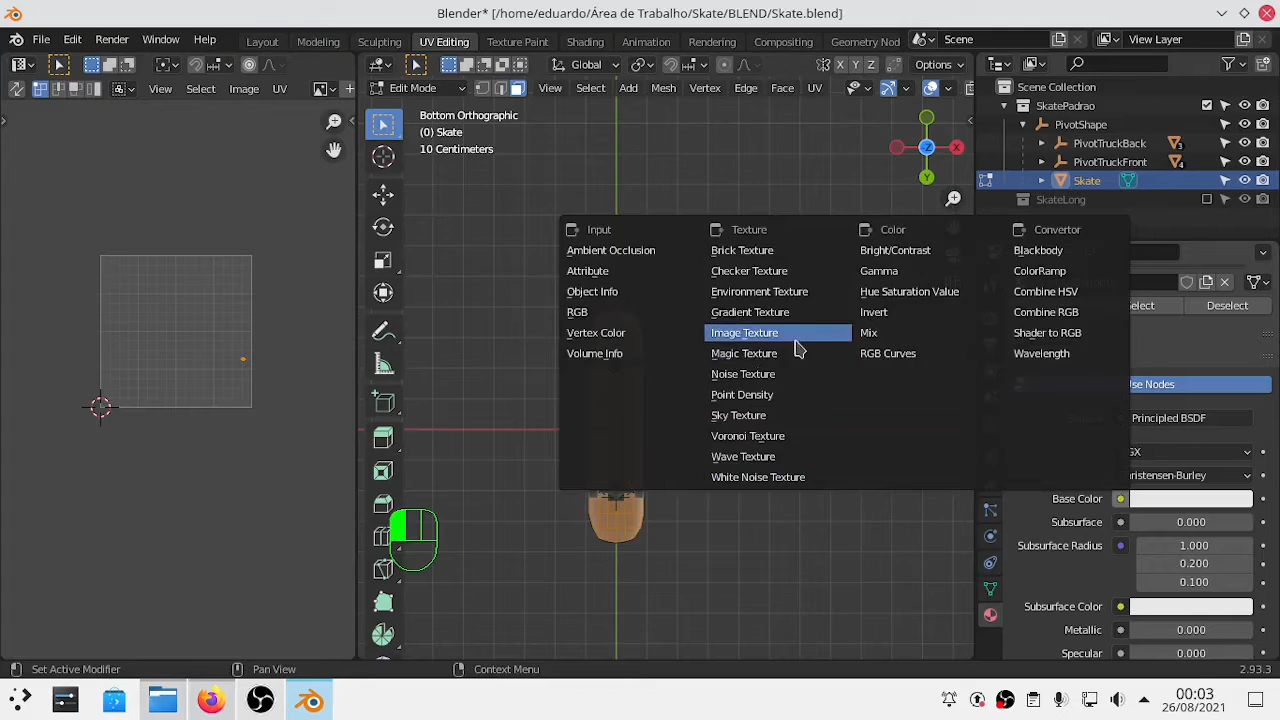 Blender* [/home/eduardo/Área de Trabalho/Skate/BLEND/Skate.blend]
File Edit Render Window Help Layout Modeling Sculpting UV Editing Texture Paint Shading Animation Rendering Compositing Geometry Nod Scene View Layer
Global X Y Z Options
View Select Image UV Edit Mode View Select Add Mesh Vertex Edge Face UV
Scene Collection
SkatePadrao
PivotShape
PivotTruckBack 3
PivotTruckFront 4
Skate
SkateLong
Bottom Orthographic
(0) Skate
10 Centimeters
-Z X
Y
Input
Ambient Occlusion
Attribute
Object Info
RGB
Vertex Color
Volume Info
Texture
Brick Texture
Checker Texture
Environment Texture
Gradient Texture
Image Texture
Magic Texture
Noise Texture
Point Density
Sky Texture
Voronoi Texture
Wave Texture
White Noise Texture
Color
Bright/Contrast
Gamma
Hue Saturation Value
Invert
Mix
RGB Curves
Convertor
Blackbody
ColorRamp
Combine HSV
Combine RGB
Shader to RGB
Wavelength
elect Deselect
Use Nodes
Principled BSDF
GX
hristensen-Burley
Base Color
Subsurface 0.000
Subsurface Radius 1.000
0.200
0.100
Subsurface Color
Metallic 0.000
Specular
Set Active Modifier Pan View Context Menu 2.93.3
00:03
26/08/2021